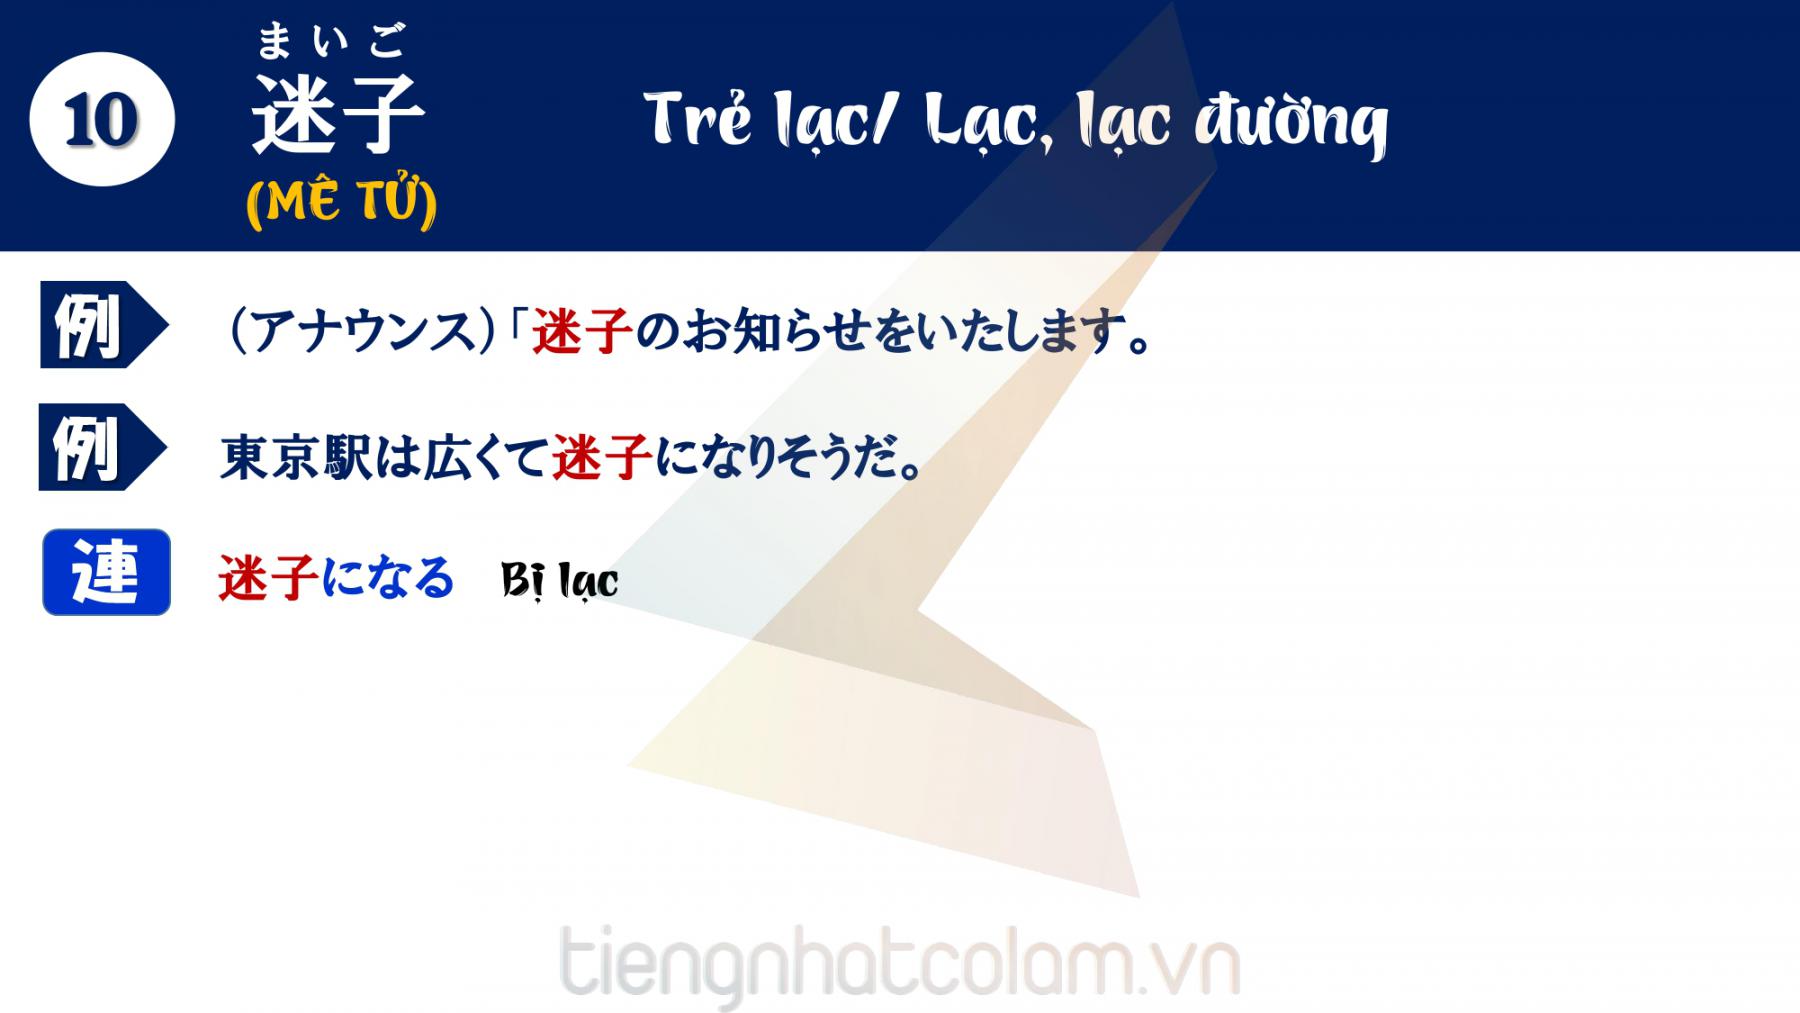 まいご
10
迷子
Trẻ lạc/ Lạc, lạc đường
(MÊ TỬ)
例
（アナウンス）「迷子のお知らせをいたします。
例
東京駅は広くて迷子になりそうだ。
連
迷子になる Bị lạc
tiengnhatcolam.vn